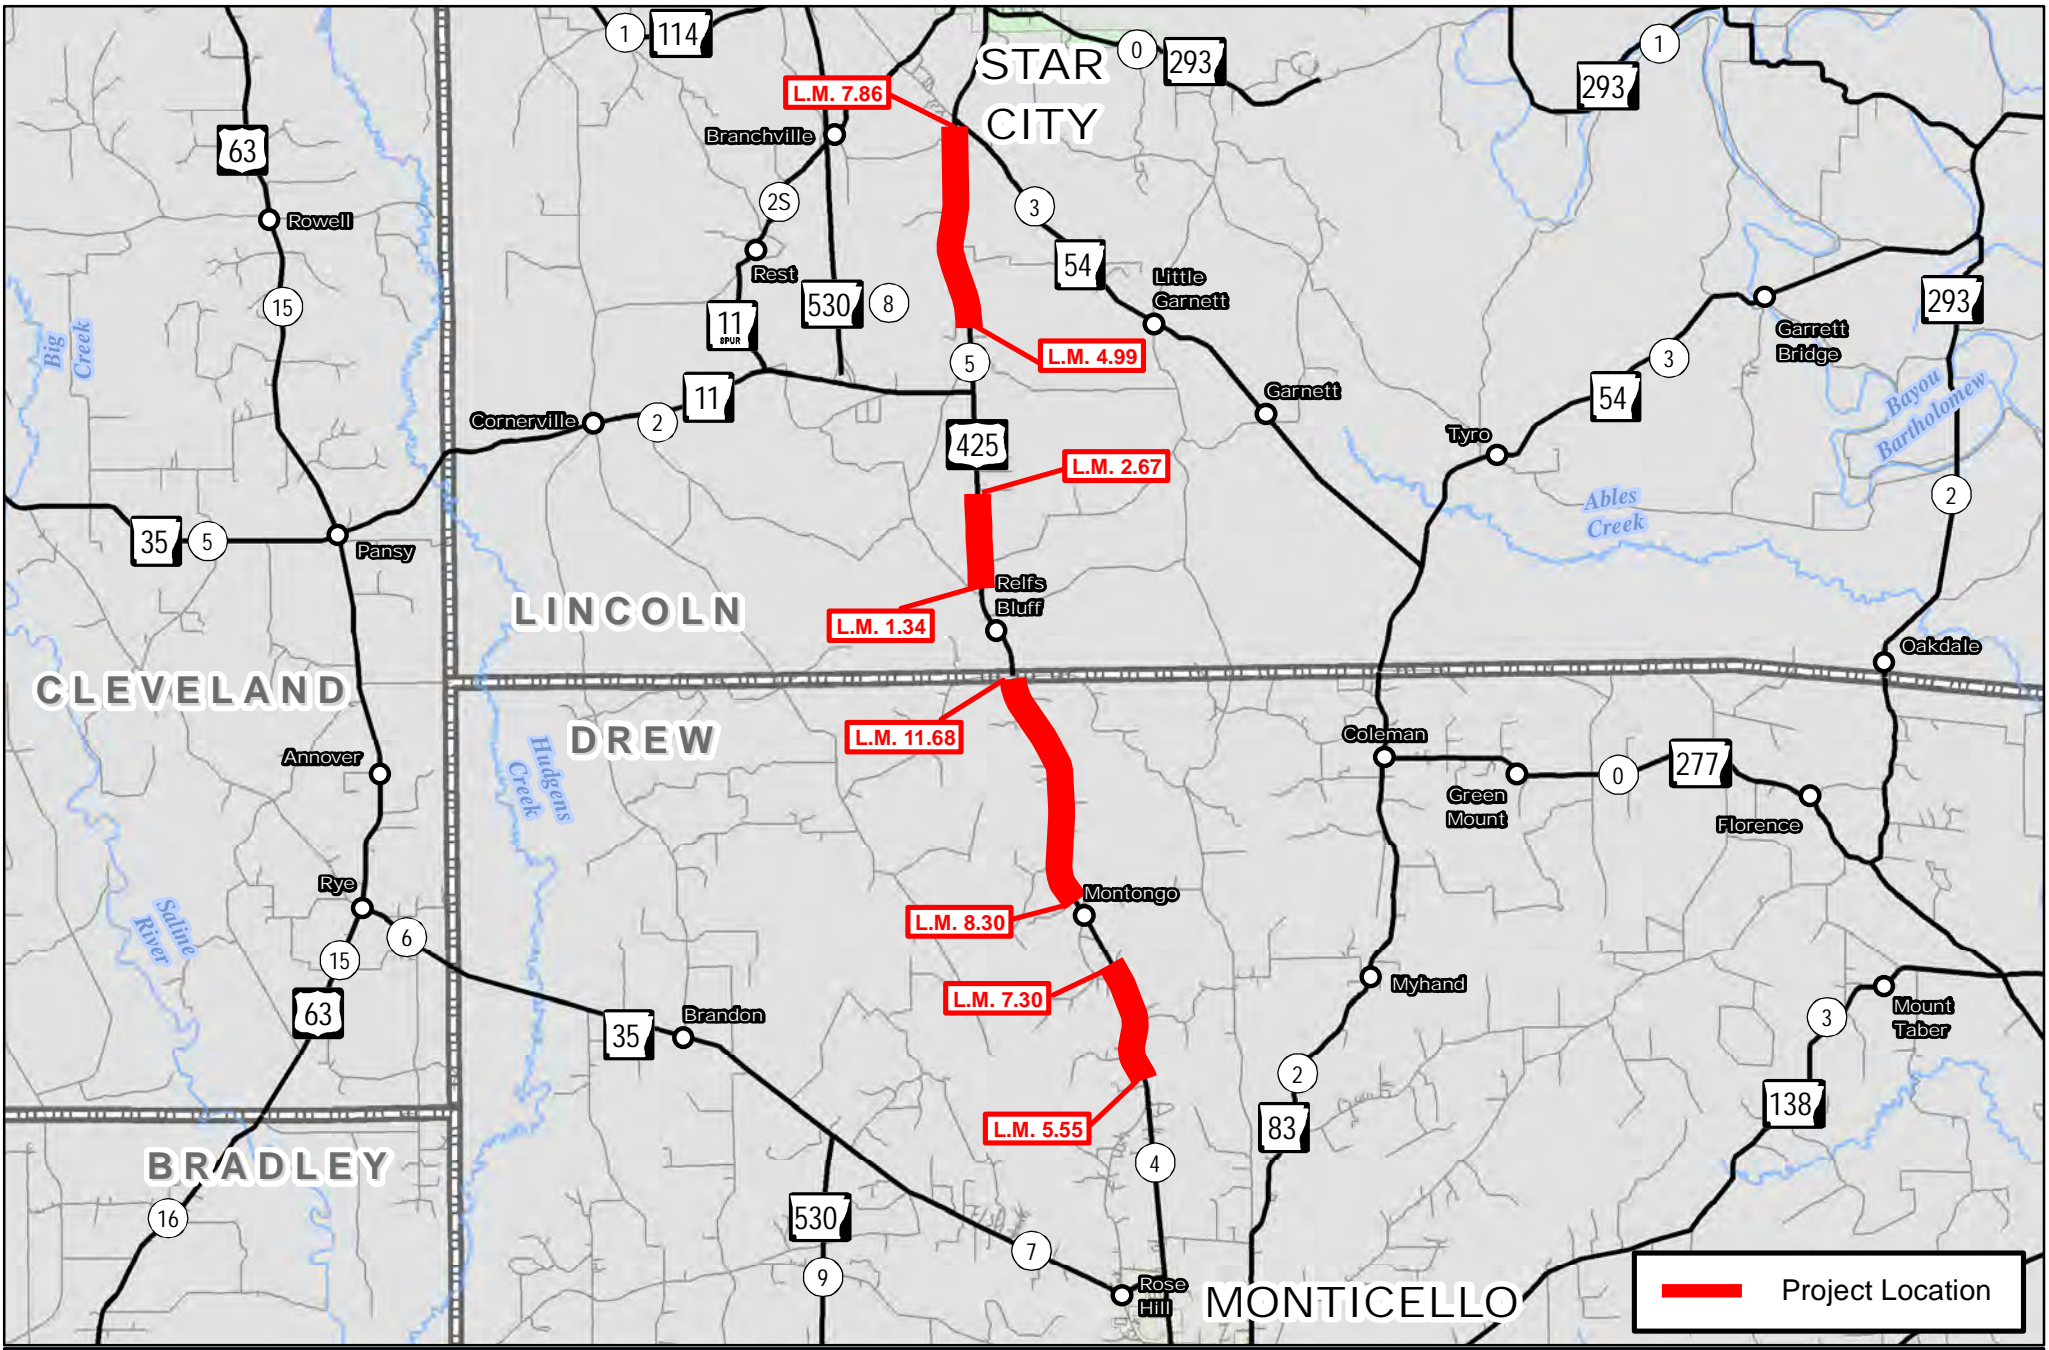 1
114
0
293
1
293
STAR
CITY
L.M. 7.86
Branchville
63
Rowell
2S
3
54
Rest
Little
Garnett
15
11
SPUR
530
8
293
Garrett
Bridge
Big
Creek
L.M. 4.99
5
3
54
11
Garnett
Bayou
Bartholomew
Cornerville
2
425
Tyro
L.M. 2.67
2
Ables
Creek
35
5
Pansy
Relfs
Bluff
LINCOLN
L.M. 1.34
Oakdale
CLEVELAND
DREW
L.M. 11.68
Coleman
Annover
Hudgens
Creek
277
0
Green
Mount
Florence
Rye
Montongo
L.M. 8.30
Saline
River
6
15
Myhand
L.M. 7.30
63
35
Brandon
Mount
Taber
3
2
138
83
L.M. 5.55
BRADLEY
4
16
530
7
9
Rose
Hill
MONTICELLO
Project Location